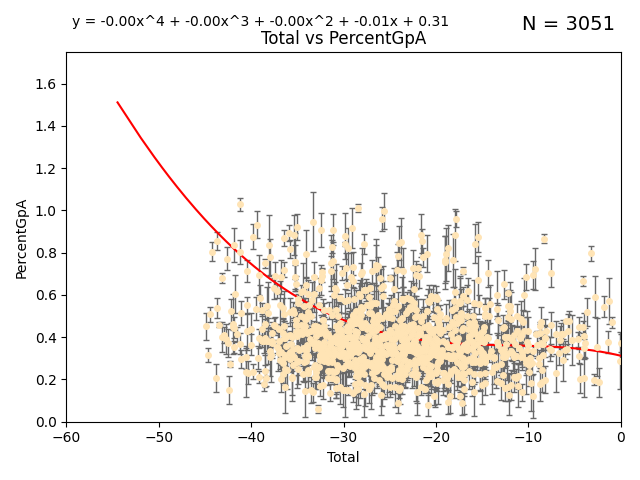 y = -0.00x^4 + -0.00x^3 + -0.00x^2 + -0.01x + 0.31
N = 3051
Total vs PercentGpA
1.6
1.4
1.2
1.0
0.8
0.6
0.4
0.2
0.0
PercentGpA
−60 −50 −40 −30 −20 −10 0
Total